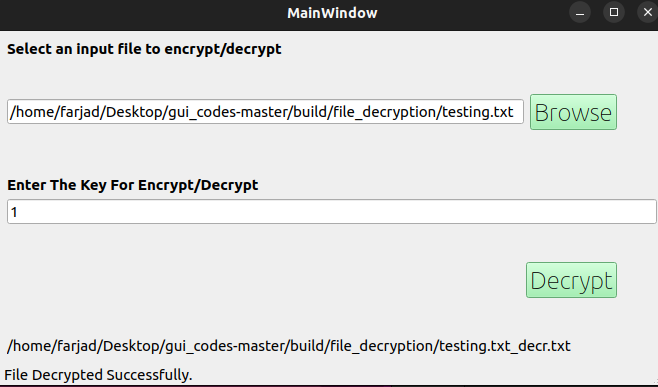 MainWindow
Select an input file to encrypt/decrypt
/home/farjad/Desktop/gui_codes-master/build/file_decryption/testing.txt Browse
Enter The Key For Encrypt/Decrypt
1
Decrypt
/home/farjad/Desktop/gui_codes-master/build/file_decryption/testing.txt_decr.txt
File Decrypted Successfully.